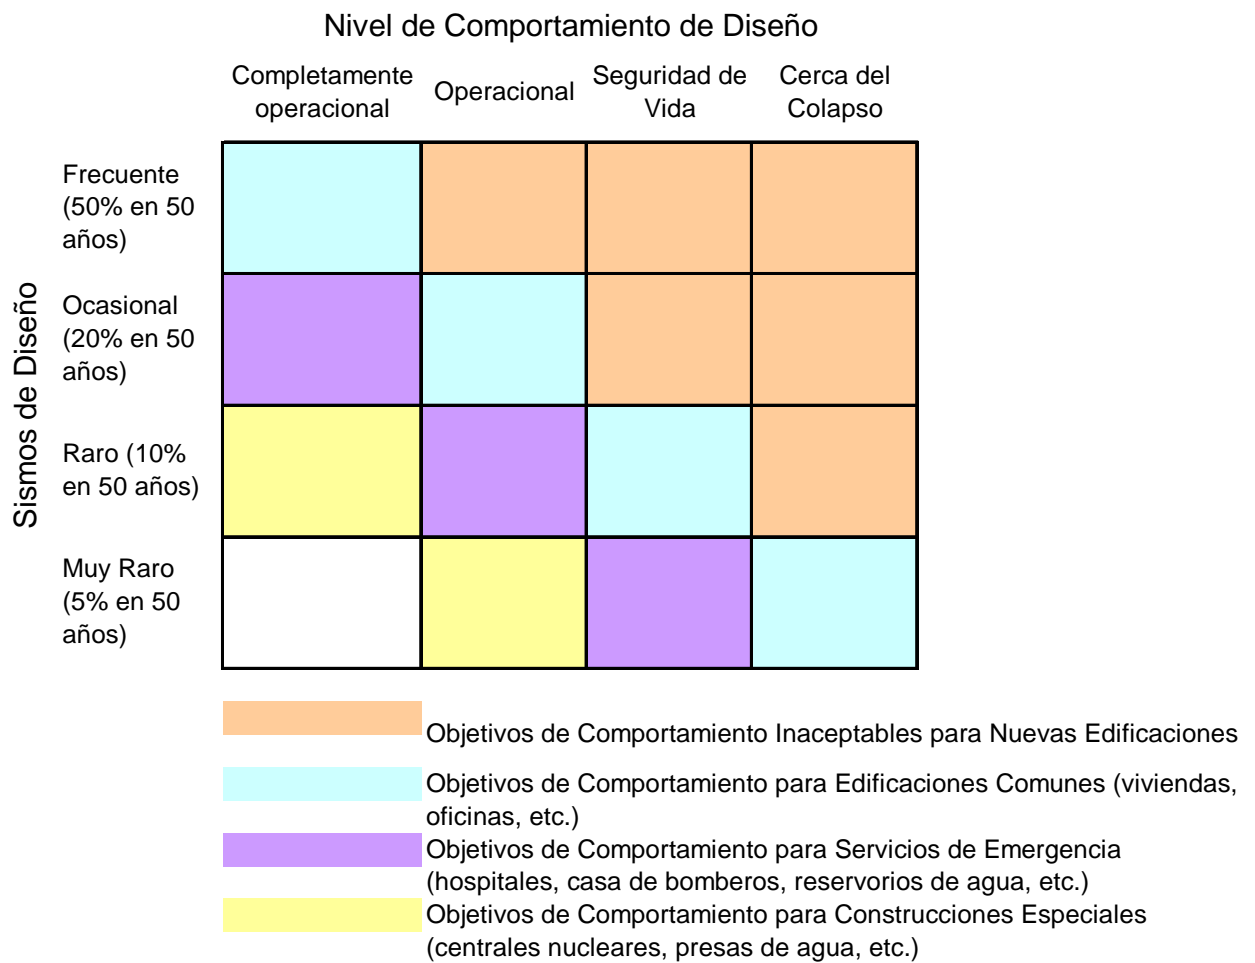 Nivel de Comportamiento de Diseño
Completamente
operacional
Operacional
Seguridad de
Vida
Cerca del
Colapso
Sismos de Diseño
Frecuente
(50% en 50
años)
Ocasional
(20% en 50
años)
Raro (10%
en 50 años)
Muy Raro
(5% en 50
años)
Objetivos de Comportamiento Inaceptables para Nuevas Edificaciones
Objetivos de Comportamiento para Edificaciones Comunes (viviendas,
oficinas, etc.)
Objetivos de Comportamiento para Servicios de Emergencia
(hospitales, casa de bomberos, reservorios de agua, etc.)
Objetivos de Comportamiento para Construcciones Especiales
(centrales nucleares, presas de agua, etc.)